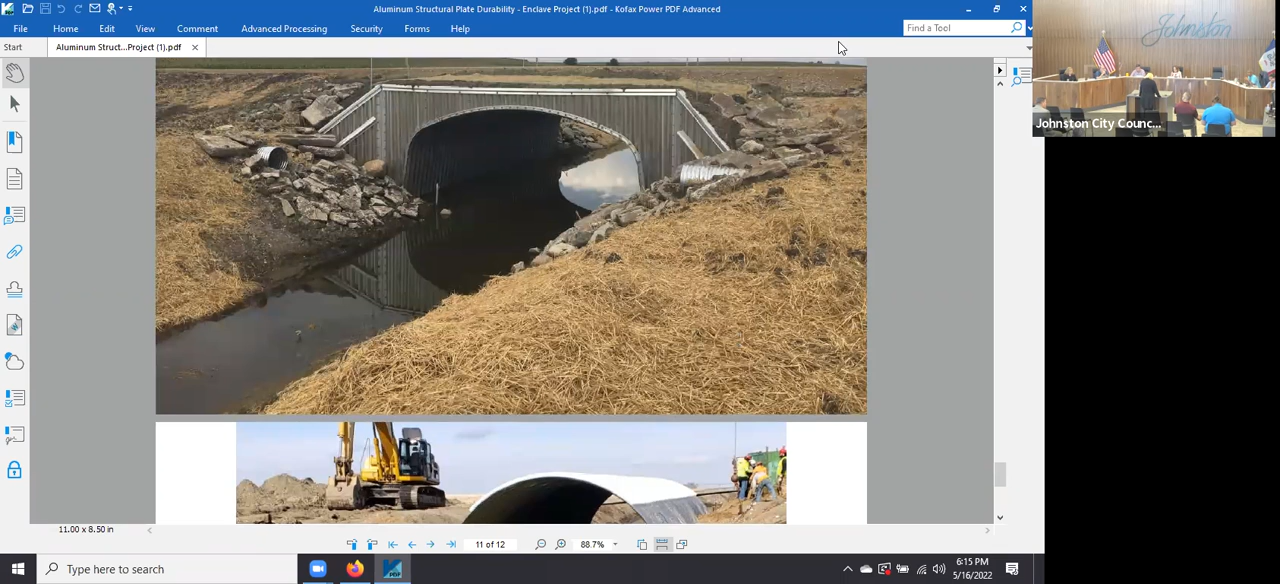 Aluminum Structural Plate Durability - Enclave Project (1).pdf - Kofax Power PDF Advanced
File Home Edit View Comment Advanced Processing Security Forms Help
Find a Tool
Start
Aluminum Struct...Project (1).pdf
Johnston
Johnston City Counc...
11.00 x 8.50 in
11 of 12
88.7%
Type here to search
PDF
6:15 PM
5/16/2022